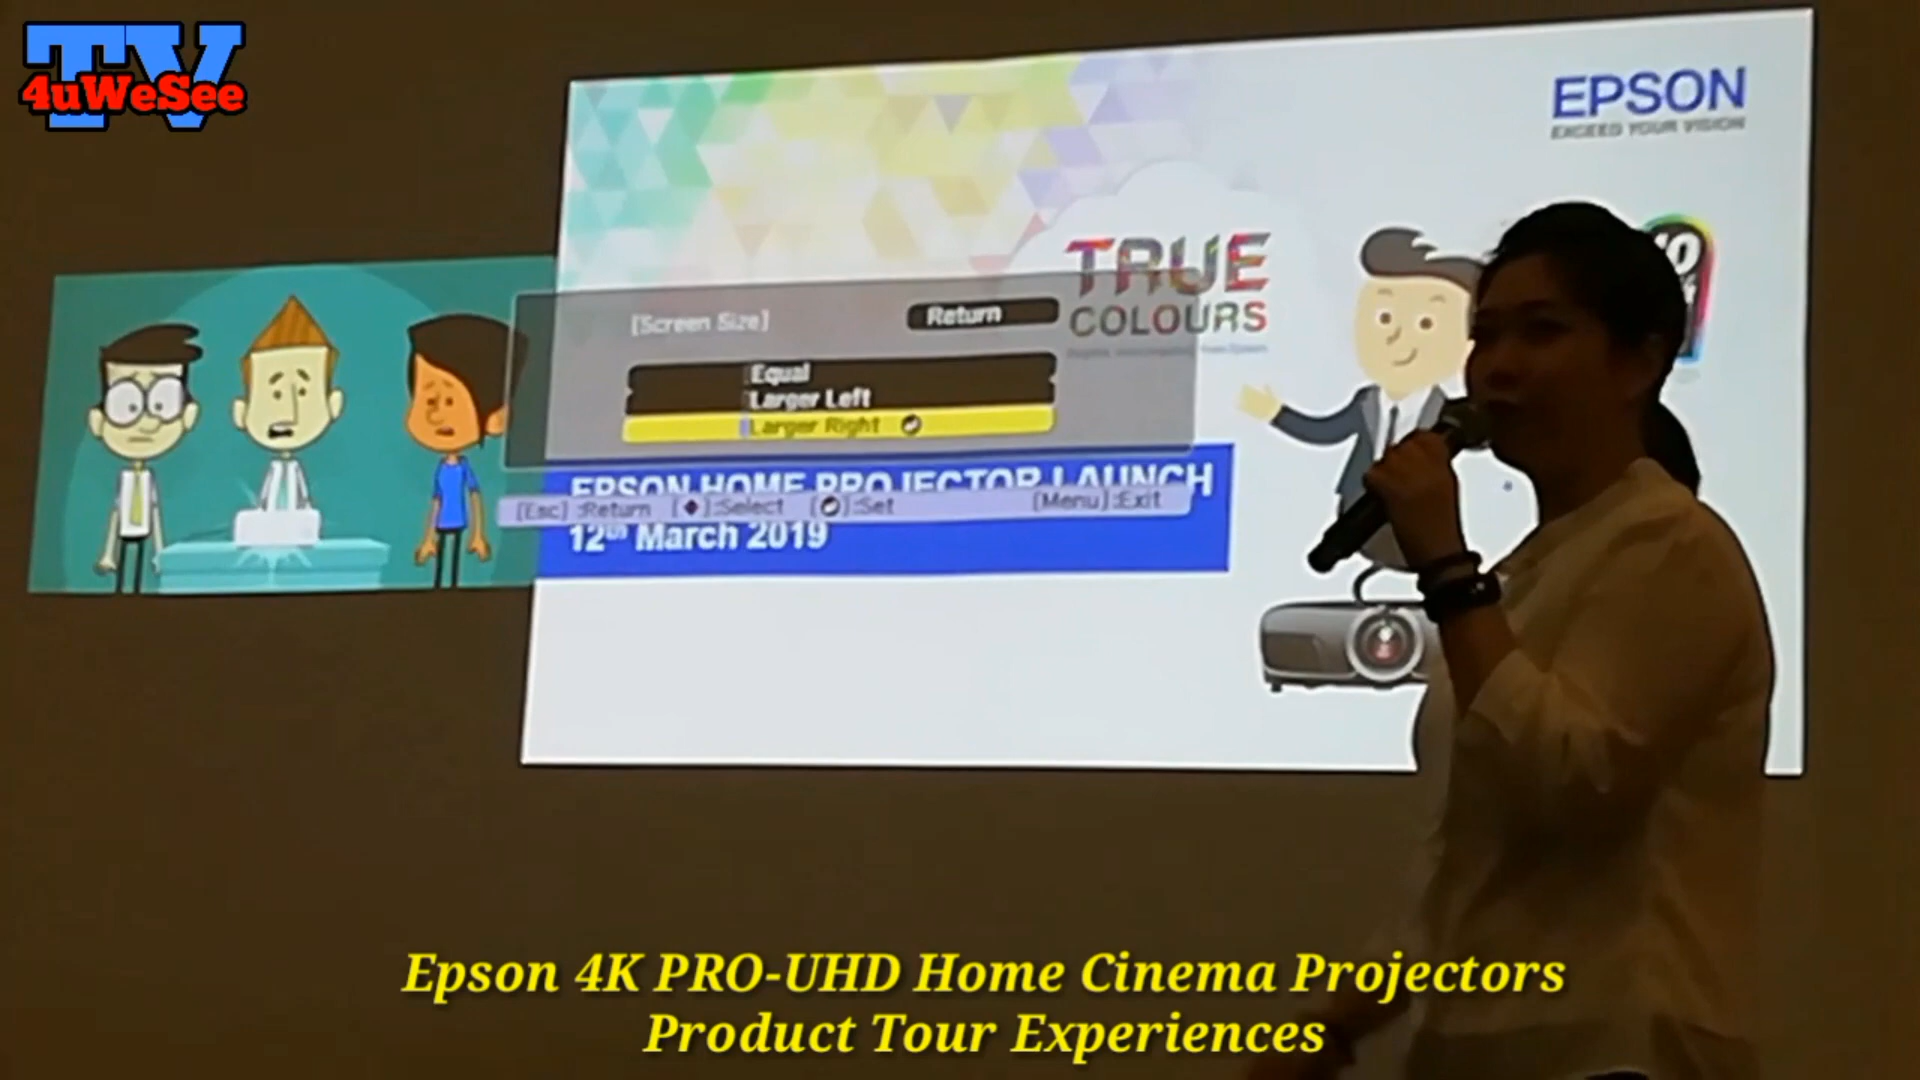 TV
4uWeSee
EPSON
EXCEED YOUR VISION
TRUE
COLOURS
[Screen Size]
Return
Equal
Larger Left
Larger Right
EPSON HOME PROJECTOR LAUNCH
[Esc] :Return [◆]:Select [ ]:Set [Menu]:Exit
12th March 2019
Epson 4K PRO-UHD Home Cinema Projectors
Product Tour Experiences